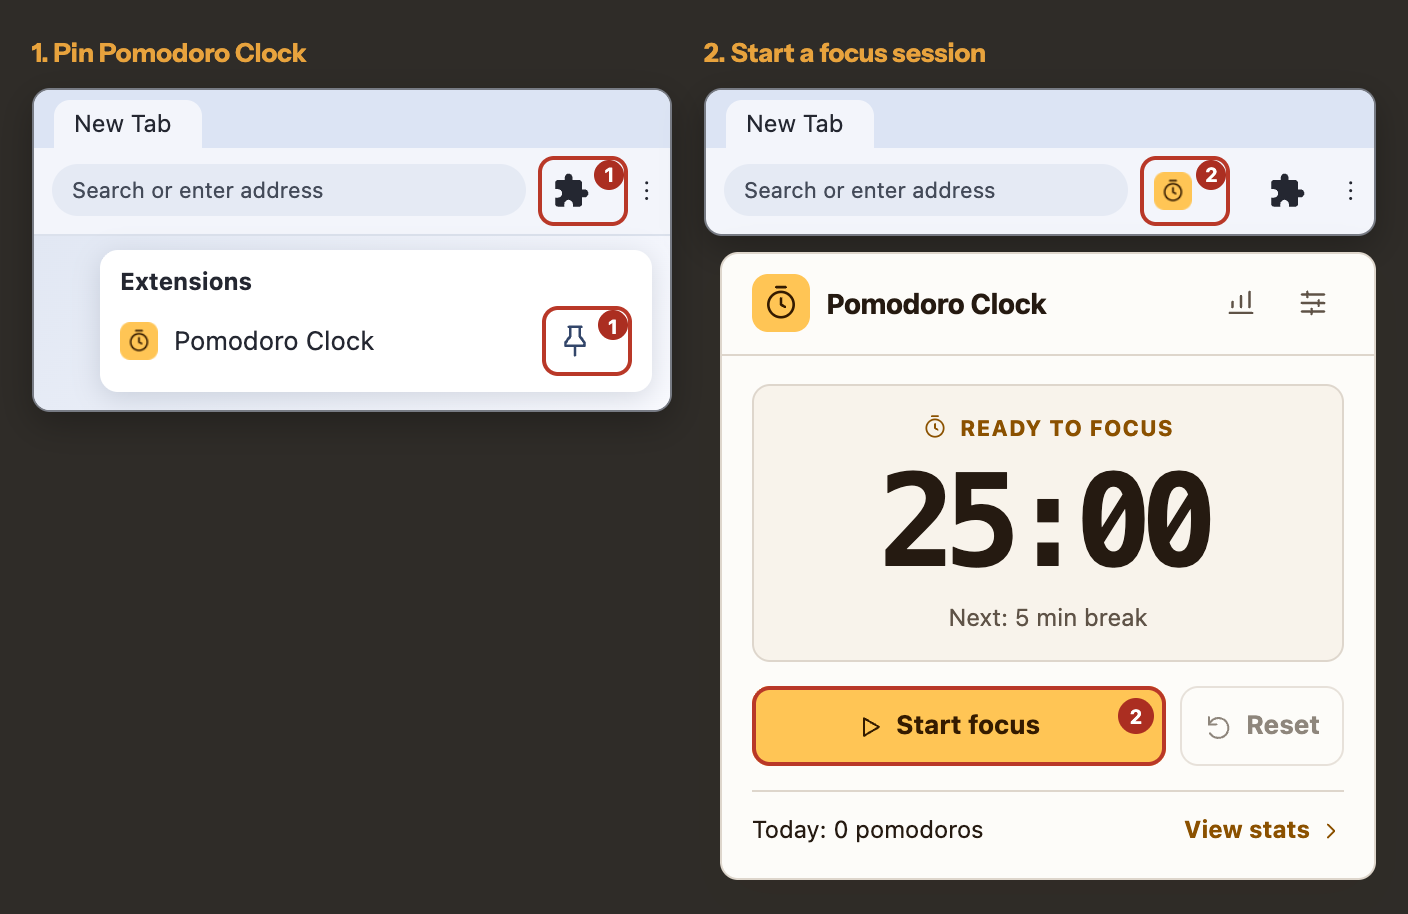 1. Pin Pomodoro Clock
New Tab
Search or enter address
1
Extensions
Pomodoro Clock
1
2. Start a focus session
New Tab
Search or enter address
2
Pomodoro Clock
READY TO FOCUS
25:00
Next: 5 min break
Start focus
2
Reset
Today: 0 pomodoros
View stats